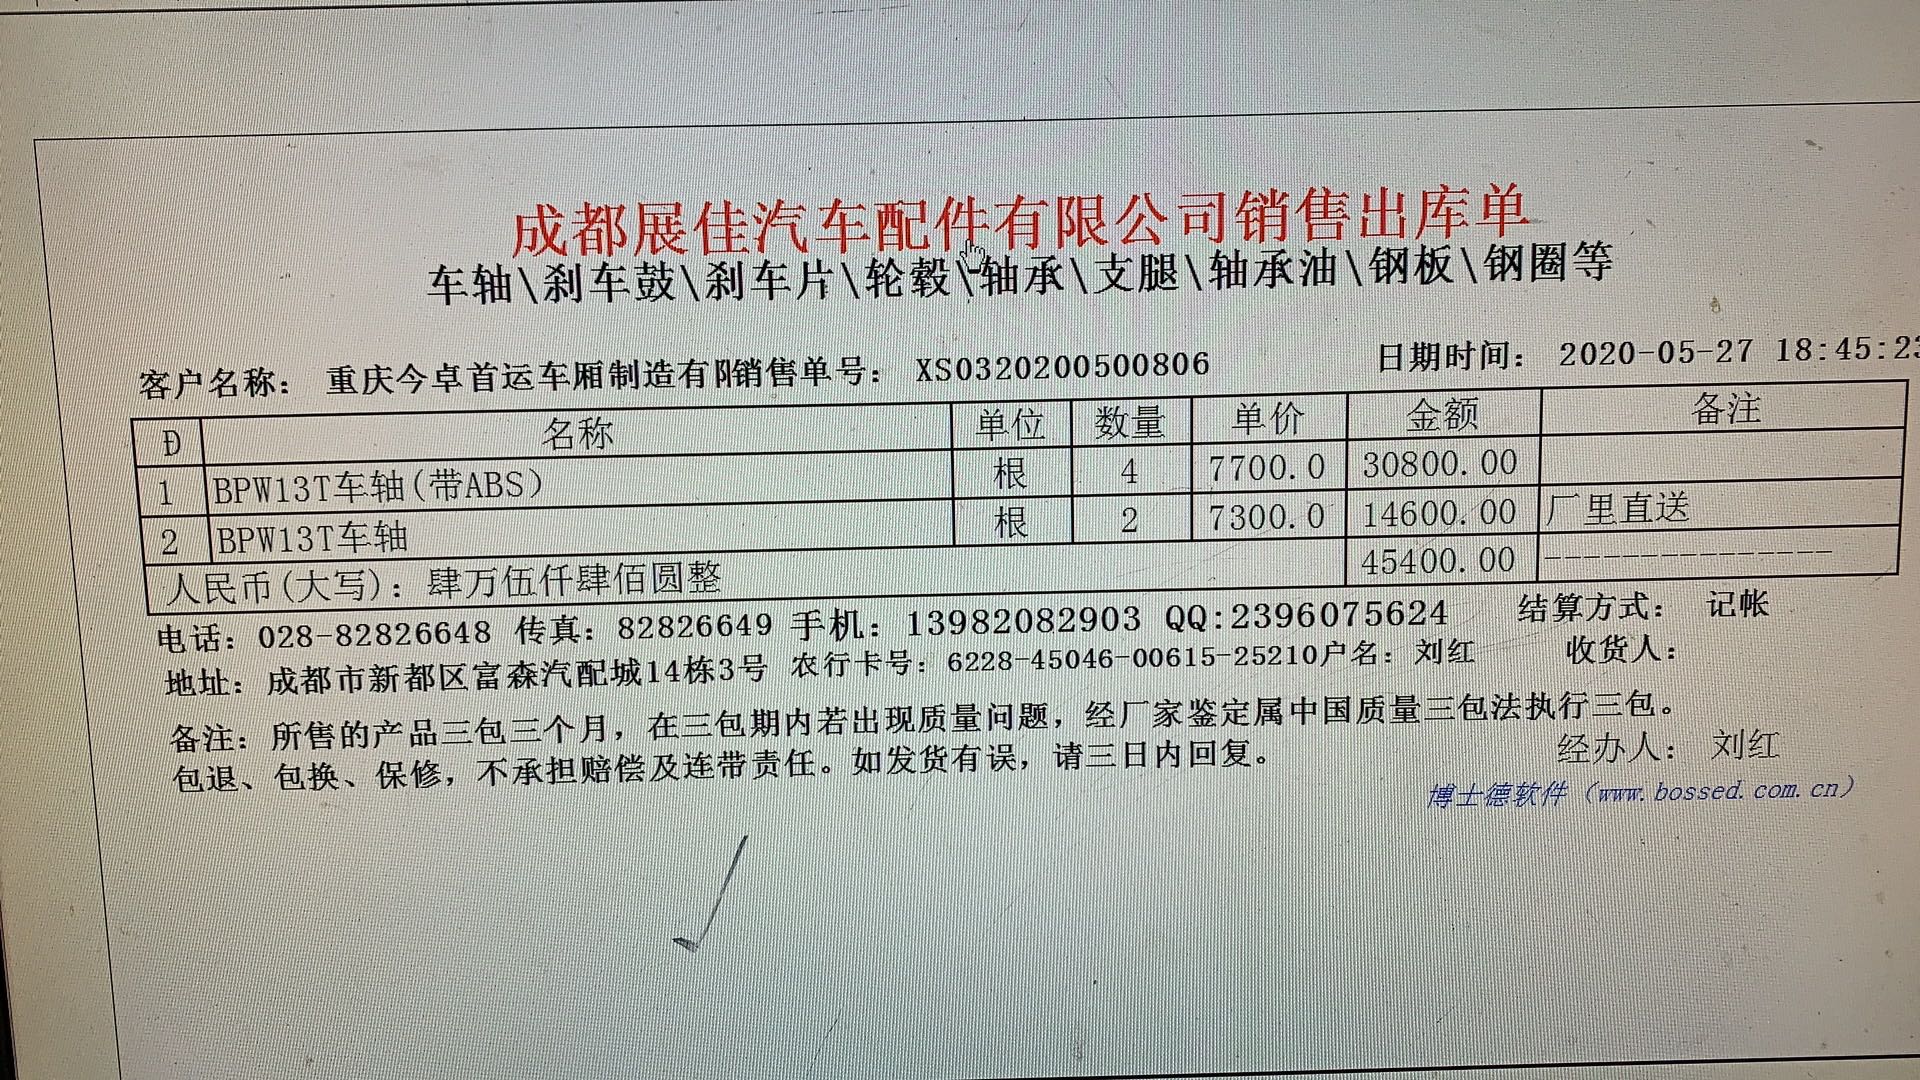 成都展佳汽车配件有限公司销售出库单
车轴\刹车鼓\刹车片\轮毂\轴承\支腿\轴承油\钢板\钢圈等
客户名称： 重庆今卓首运车厢制造有 销售单号： XS0320200500806 日期时间： 2020-05-27 18:45:23
Đ 名称 单位 数量 单价 金额 备注
1 BPW13T车轴(带ABS) 根 4 7700.0 30800.00
2 BPW13T车轴 根 2 7300.0 14600.00 厂里直送
人民币(大写)：肆万伍仟肆佰圆整 45400.00 ---------------
电话：028-82826648 传真：82826649 手机：13982082903 QQ:2396075624 结算方式： 记帐
地址：成都市新都区富森汽配城14栋3号 农行卡号：6228-45046-00615-25210户名：刘红 收货人：
备注：所售的产品三包三个月，在三包期内若出现质量问题，经厂家鉴定属中国质量三包法执行三包。
包退、包换、保修，不承担赔偿及连带责任。如发货有误，请三日内回复。 经办人： 刘红
博士德软件（www.bossed.com.cn）